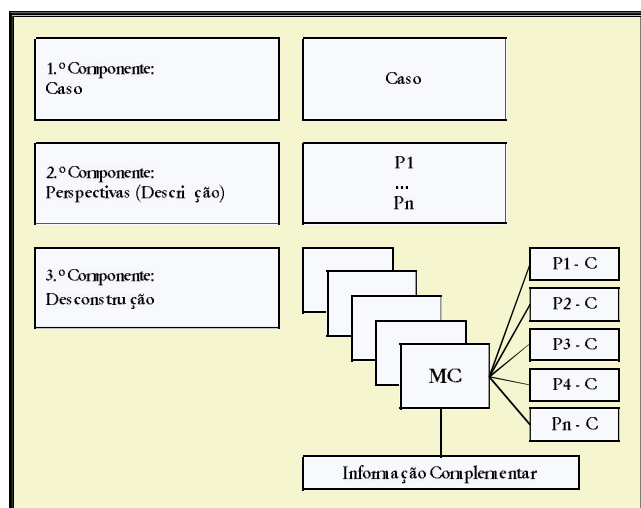 1.º Componente:
Caso
Caso
2.º Componente:
Perspectivas (Descrição)
P1
...
Pn
3.º Componente:
Desconstrução
MC
P1 - C
P2 - C
P3 - C
P4 - C
Pn - C
Informação Complementar